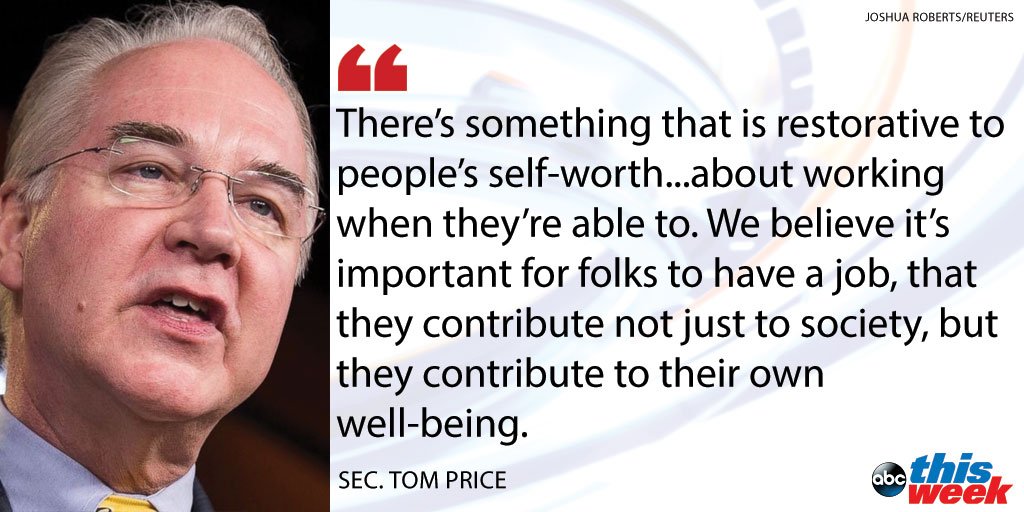 JOSHUA ROBERTS/REUTERS
There's something that is restorative to
people's self-worth...about working
when they're able to. We believe it's
important for folks to have a job, that
they contribute not just to society, but
they contribute to their own
well-being.
SEC. TOM PRICE
abc this
week